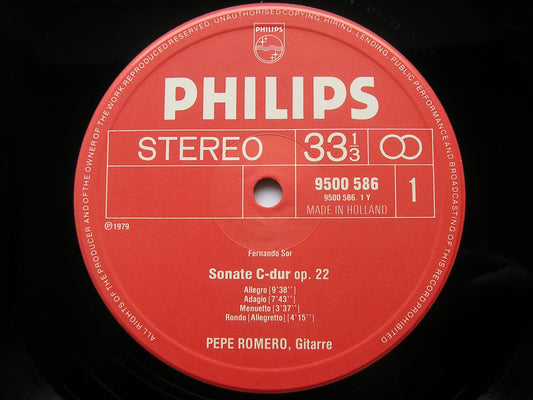 ALL RIGHTS OF THE PRODUCER AND OF THE OWNER OF THE WORK REPRODUCED RESERVED UNAUTHORISED COPYING, HIRING, LENDING, PUBLIC PERFORMANCE AND BROADCASTING OF THIS RECORD PROHIBITED
PHILIPS
PHILIPS
STEREO 33 1/3
9500 586
9500 586. 1 Y
MADE IN HOLLAND
1
Ⓟ1979
Fernando Sor
Sonate C-dur op. 22
Allegro [9'38'']
Adagio [7'43'']
Menuetto [3'37'']
Rondo [Allegretto] [4'15'']
PEPE ROMERO, Gitarre